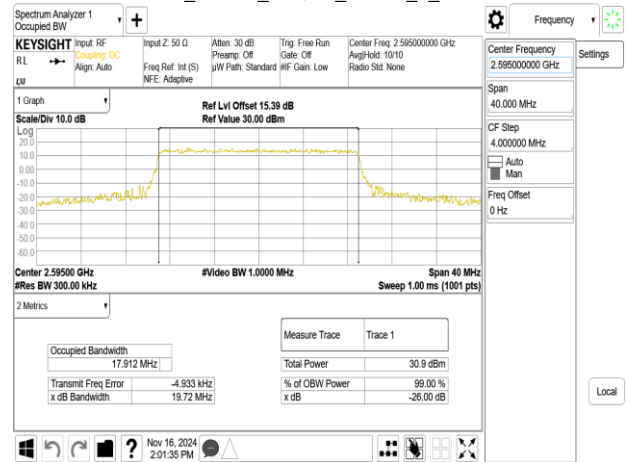 Spectrum Analyzer 1
Occupied BW
Frequency
KEYSIGHT
RL
Input: RF
Coupling: DC
Align: Auto
Input Z: 50 Ω
Freq Ref: Int (S)
NFE: Adaptive
Atten: 30 dB
Preamp: Off
µW Path: Standard
Trig: Free Run
Gate: Off
#IF Gain: Low
Center Freq: 2.595000000 GHz
Avg|Hold: 10/10
Radio Std: None
Center Frequency
2.595000000 GHz
Settings
Span
40.000 MHz
CF Step
4.000000 MHz
Auto
Man
Freq Offset
0 Hz
Local
1 Graph
Scale/Div 10.0 dB
Ref Lvl Offset 15.39 dB
Ref Value 30.00 dBm
Log
20.0
10.0
0.00
-10.0
-20.0
-30.0
-40.0
-50.0
-60.0
Center 2.59500 GHz
#Video BW 1.0000 MHz
Span 40 MHz
#Res BW 300.00 kHz
Sweep 1.00 ms (1001 pts)
2 Metrics
Measure Trace
Trace 1
Occupied Bandwidth
17.912 MHz
Total Power
30.9 dBm
Transmit Freq Error
-4.933 kHz
% of OBW Power
99.00 %
x dB Bandwidth
19.72 MHz
x dB
-26.00 dB
?
Nov 16, 2024
2:01:35 PM